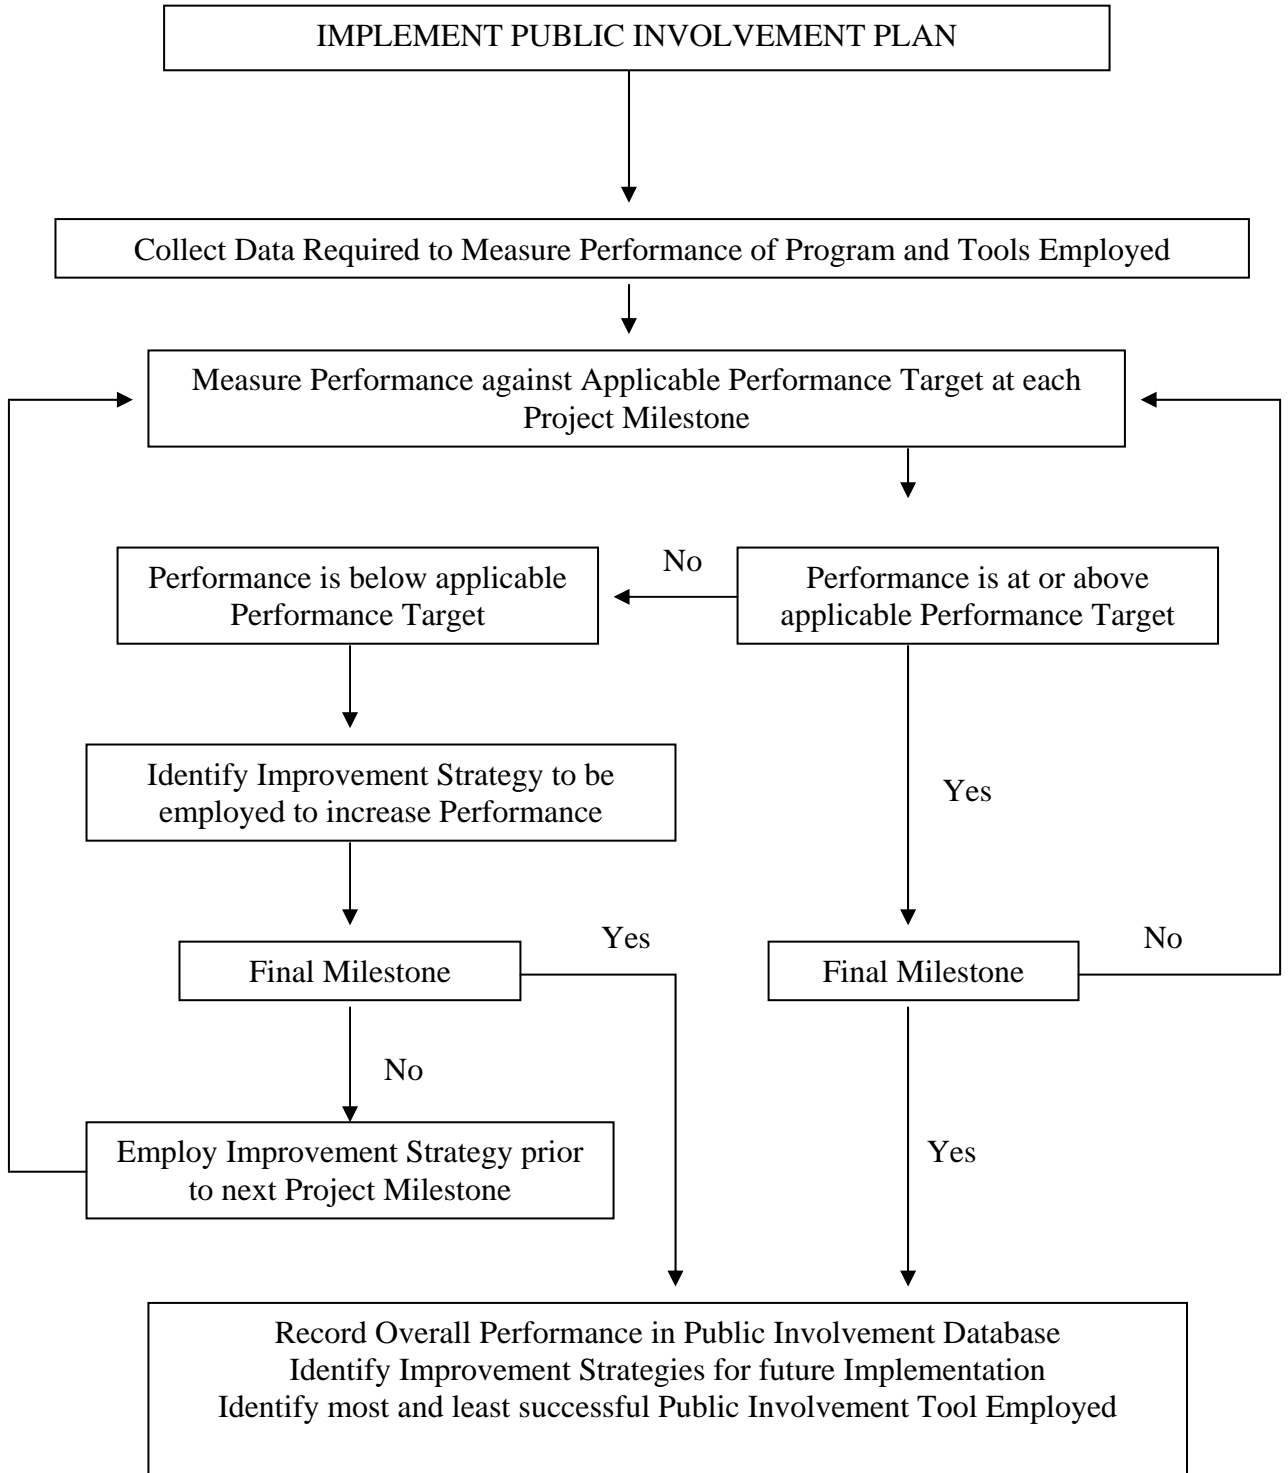 IMPLEMENT PUBLIC INVOLVEMENT PLAN
Collect Data Required to Measure Performance of Program and Tools Employed
Measure Performance against Applicable Performance Target at each
Project Milestone
Performance is below applicable
Performance Target
No
Performance is at or above
applicable Performance Target
Identify Improvement Strategy to be
employed to increase Performance
Yes
Final Milestone
Yes
Final Milestone
No
No
Employ Improvement Strategy prior
to next Project Milestone
Yes
Record Overall Performance in Public Involvement Database
Identify Improvement Strategies for future Implementation
Identify most and least successful Public Involvement Tool Employed